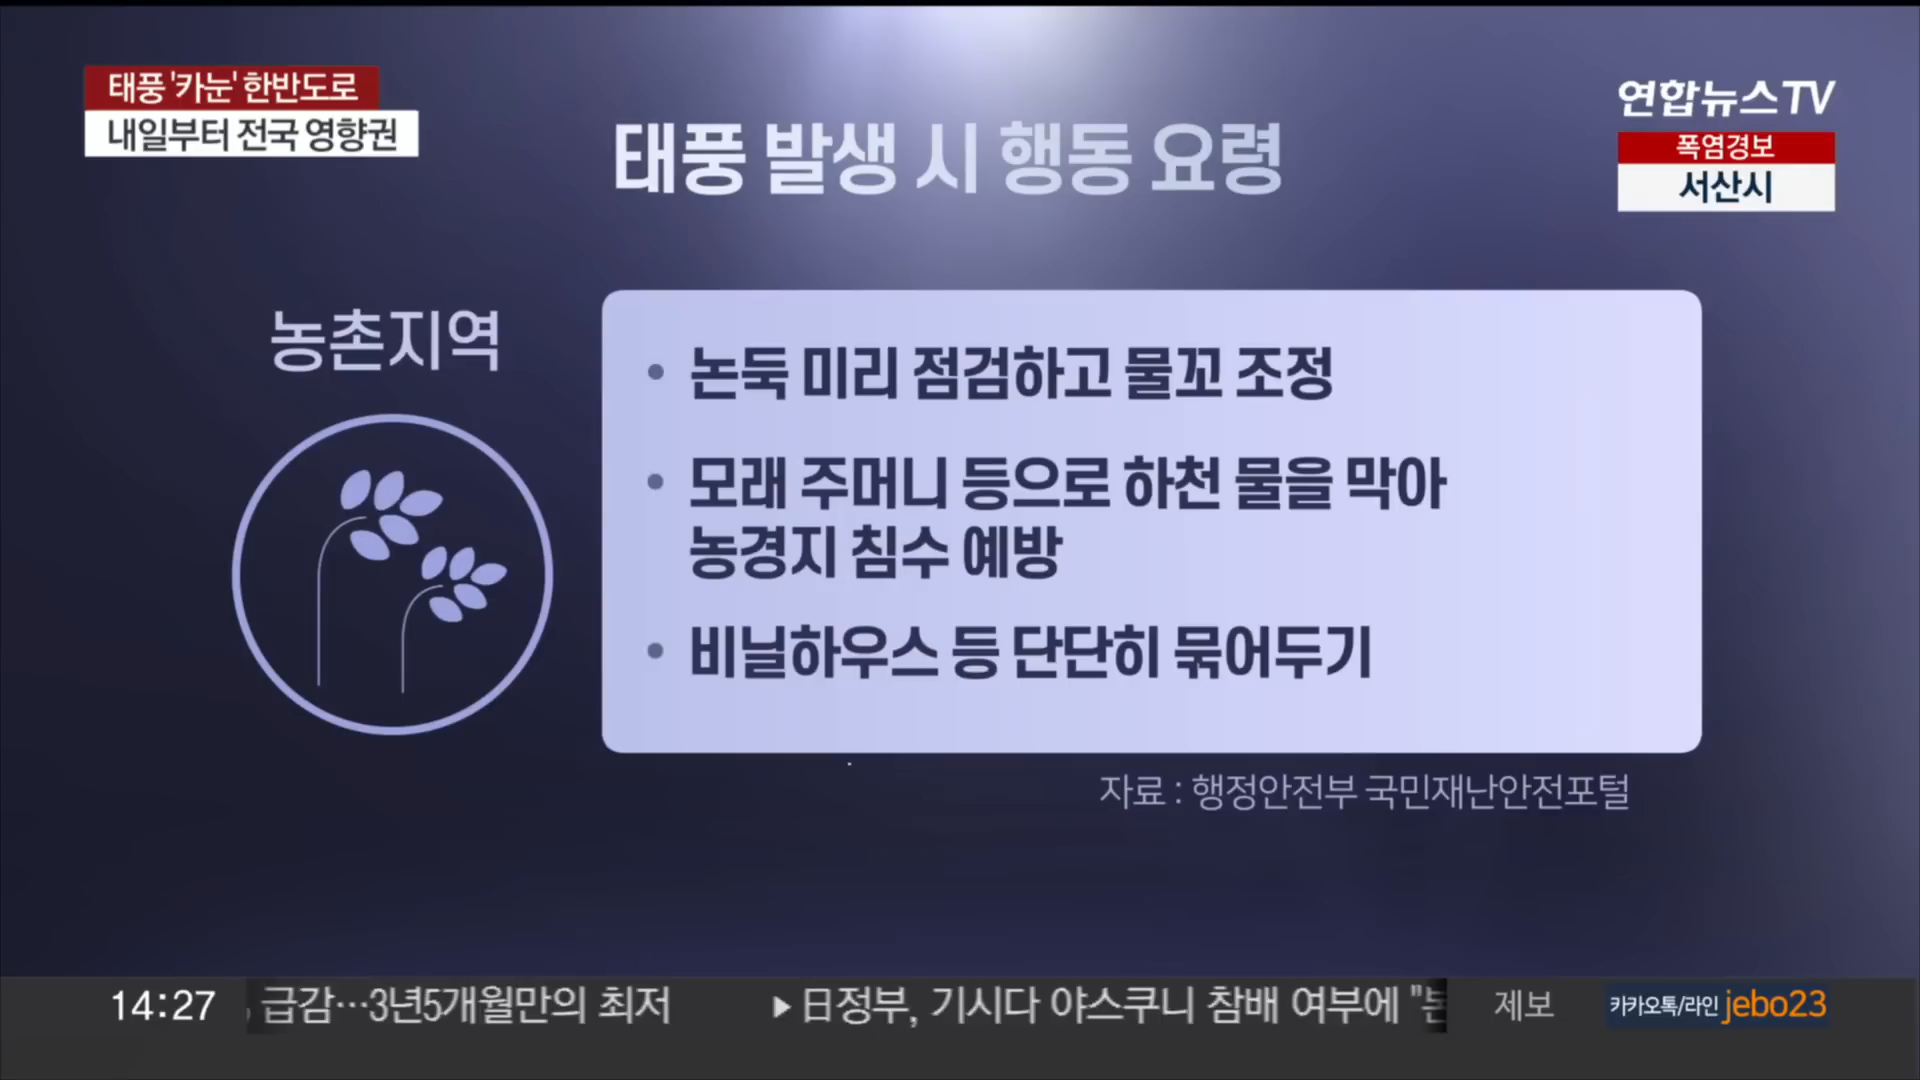 태풍 '카눈' 한반도로
내일부터 전국 영향권
연합뉴스TV
폭염경보
서산시
태풍 발생 시 행동 요령
농촌지역
• 논둑 미리 점검하고 물꼬 조정
• 모래 주머니 등으로 하천 물을 막아
농경지 침수 예방
• 비닐하우스 등 단단히 묶어두기
자료 : 행정안전부 국민재난안전포털
14:27
급감…3년5개월만의 최저 ▶日정부, 기시다 야스쿠니 참배 여부에 "
제보
카카오톡/라인 jebo23